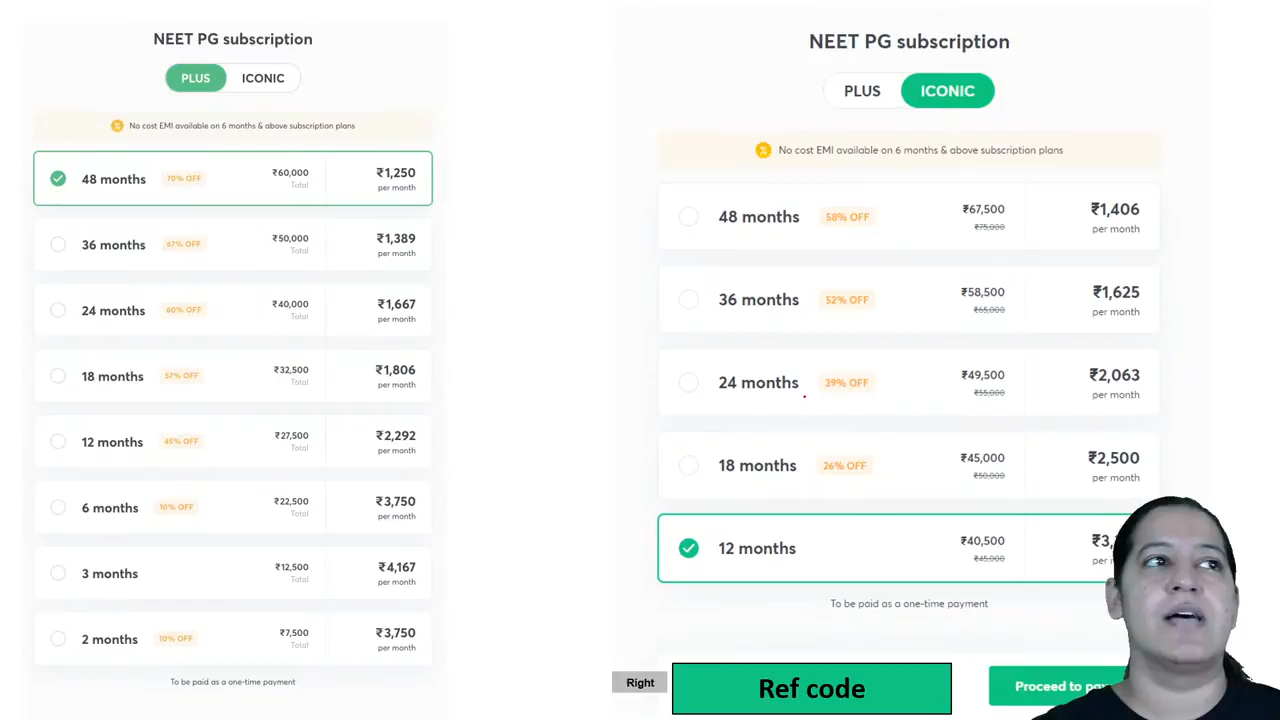 NEET PG subscription
PLUS ICONIC
No cost EMI available on 6 months & above subscription plans
48 months 70% OFF ₹60,000 ₹1,250
Total per month
36 months 67% OFF ₹50,000 ₹1,389
Total per month
24 months 60% OFF ₹40,000 ₹1,667
Total per month
18 months 57% OFF ₹32,500 ₹1,806
Total per month
12 months 45% OFF ₹27,500 ₹2,292
Total per month
6 months 10% OFF ₹22,500 ₹3,750
Total per month
3 months ₹12,500 ₹4,167
Total per month
2 months 10% OFF ₹7,500 ₹3,750
Total per month
To be paid as a one-time payment
NEET PG subscription
PLUS ICONIC
No cost EMI available on 6 months & above subscription plans
48 months 58% OFF ₹67,500 ₹1,406
₹75,000 per month
36 months 52% OFF ₹58,500 ₹1,625
₹65,000 per month
24 months 39% OFF ₹49,500 ₹2,063
₹55,000 per month
18 months 26% OFF ₹45,000 ₹2,500
₹50,000 per month
12 months ₹40,500
₹45,000
To be paid as a one-time payment
Right
Ref code
Proceed to